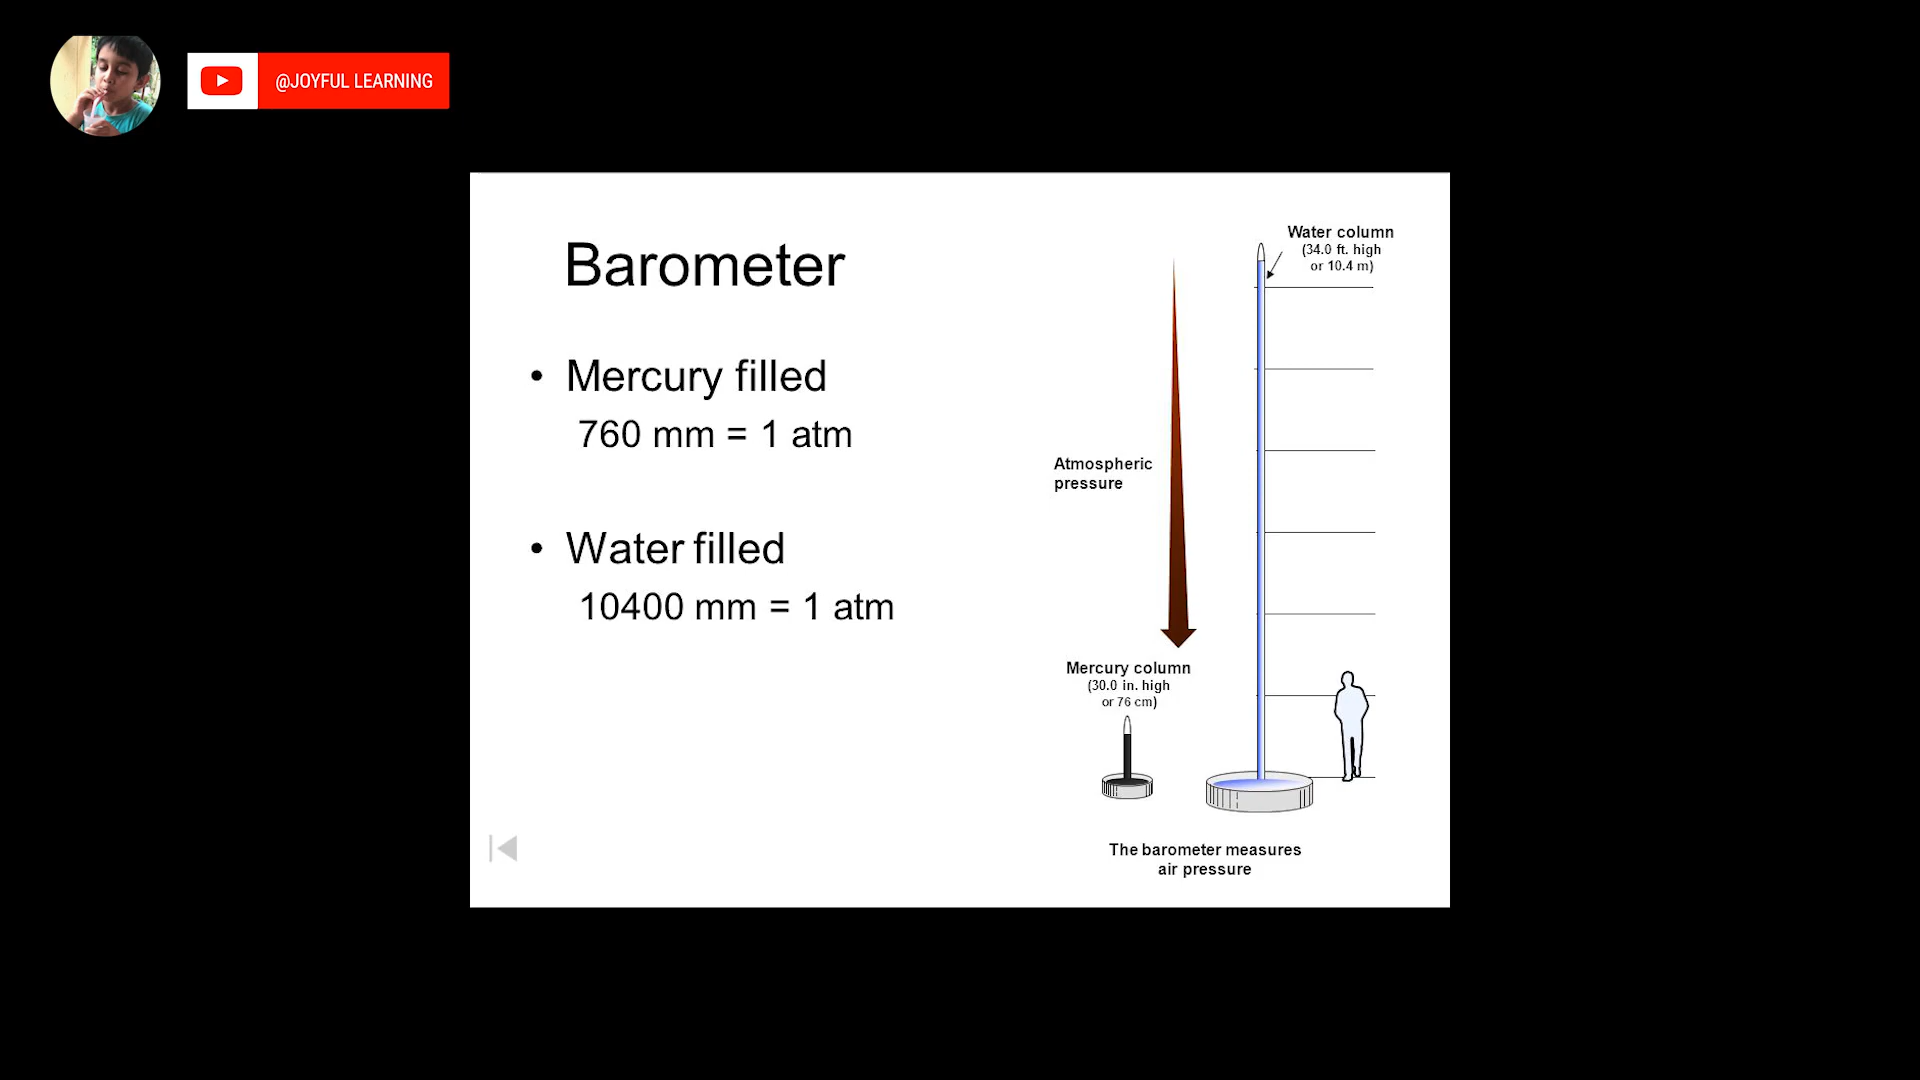 @JOYFUL LEARNING
Barometer
• Mercury filled
760 mm = 1 atm
• Water filled
10400 mm = 1 atm
Water column
(34.0 ft. high
or 10.4 m)
Atmospheric
pressure
Mercury column
(30.0 in. high
or 76 cm)
The barometer measures
air pressure